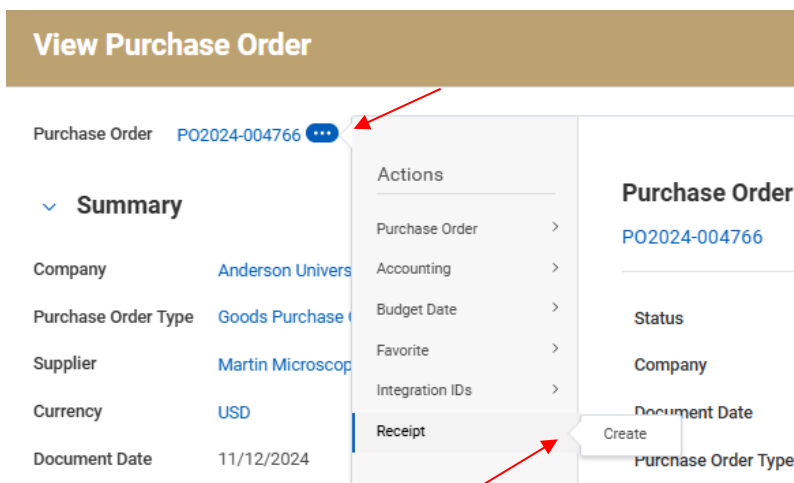 View Purchase Order
Purchase Order PO2024-004766
Summary
Company Anderson Univers
Purchase Order Type Goods Purchase
Supplier Martin Microscop
Currency USD
Document Date 11/12/2024
Actions
Purchase Order
Accounting
Budget Date
Favorite
Integration IDs
Receipt
Create
Purchase Order
PO2024-004766
Status
Company
Document Date
Purchase Order Type